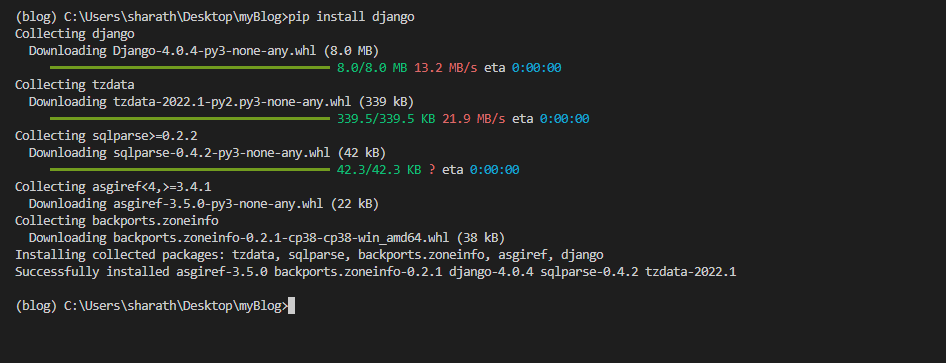 (blog) C:\Users\sharath\Desktop\myBlog>pip install django
Collecting django
Downloading Django-4.0.4-py3-none-any.whl (8.0 MB)
8.0/8.0 MB 13.2 MB/s eta 0:00:00
Collecting tzdata
Downloading tzdata-2022.1-py2.py3-none-any.whl (339 kB)
339.5/339.5 KB 21.9 MB/s eta 0:00:00
Collecting sqlparse>=0.2.2
Downloading sqlparse-0.4.2-py3-none-any.whl (42 kB)
42.3/42.3 KB ? eta 0:00:00
Collecting asgiref<4,>=3.4.1
Downloading asgiref-3.5.0-py3-none-any.whl (22 kB)
Collecting backports.zoneinfo
Downloading backports.zoneinfo-0.2.1-cp38-cp38-win_amd64.whl (38 kB)
Installing collected packages: tzdata, sqlparse, backports.zoneinfo, asgiref, django
Successfully installed asgiref-3.5.0 backports.zoneinfo-0.2.1 django-4.0.4 sqlparse-0.4.2 tzdata-2022.1
(blog) C:\Users\sharath\Desktop\myBlog>